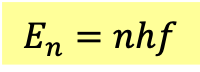 Eₙ = nhf